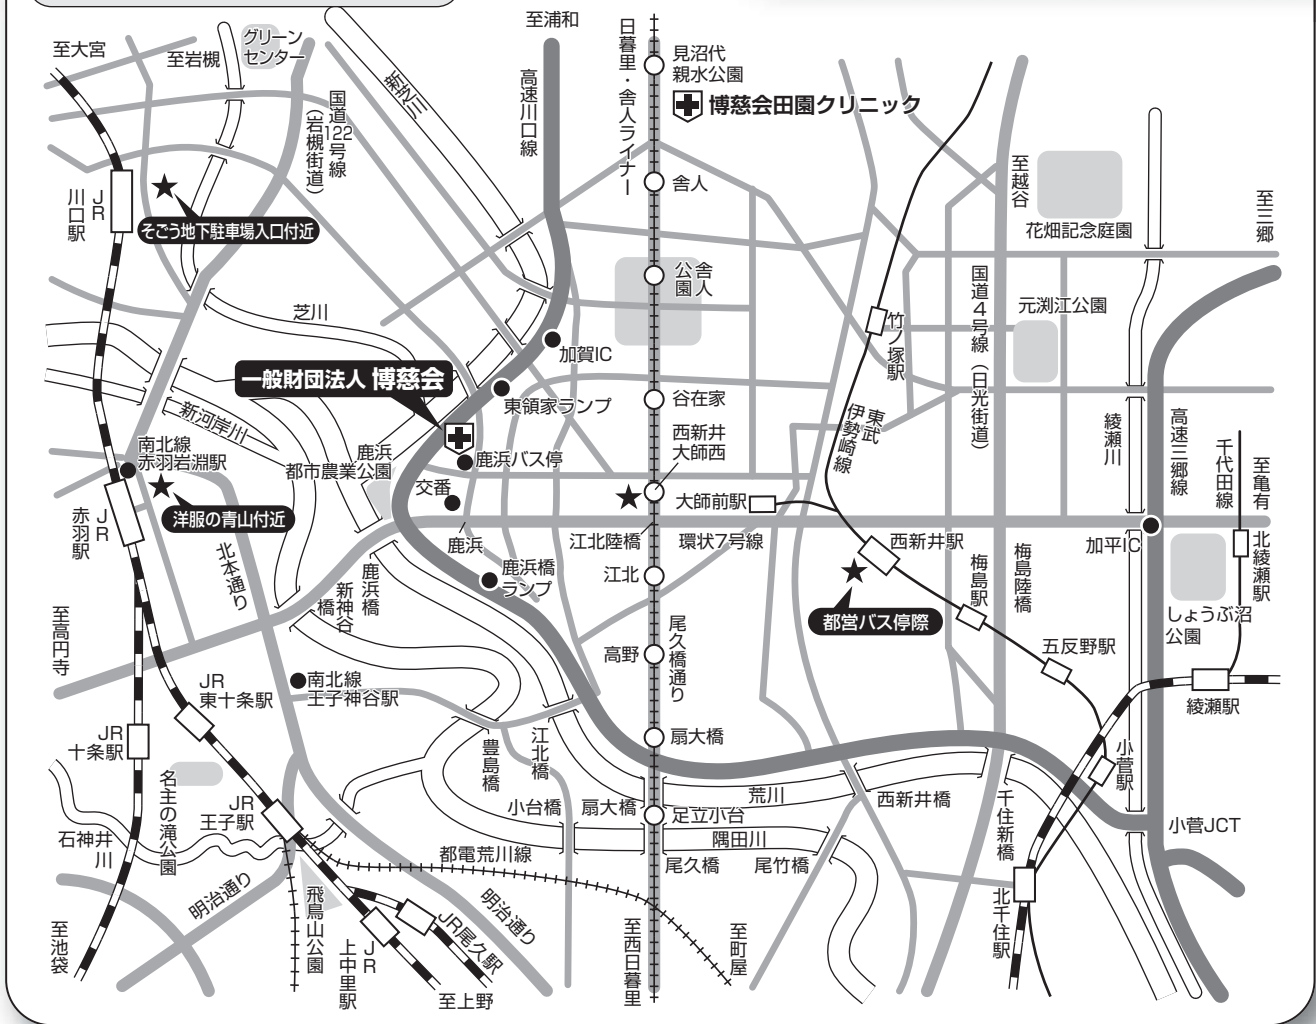 至大宮
至岩槻
グリーン
センター
新芝川
至浦和
高速川口線
日暮里・舎人ライナー
見沼代
親水公園
博慈会田園クリニック
国道122号線
（岩槻街道）
舎人
至越谷
花畑記念庭園
至三郷
JR
川口駅
そごう地下駐車場入口付近
舎人
公園
芝川
国道4号線（日光街道）
元渕江公園
竹ノ塚駅
加賀IC
一般財団法人 博慈会
東領家ランプ
谷在家
東武
伊勢崎線
綾瀬川
高速三郷線
千代田線
至亀有
新河岸川
南北線
赤羽岩淵駅
鹿浜
都市農業公園
鹿浜バス停
交番
西新井
大師西
大師前駅
洋服の青山付近
JR
赤羽駅
鹿浜
江北陸橋
環状7号線
西新井駅
加平IC
北綾瀬駅
北本通り
新神谷
橋
鹿浜橋
鹿浜橋
ランプ
江北
梅島駅
梅島陸橋
しょうぶ沼
公園
都営バス停際
至高円寺
高野
尾久橋通り
五反野駅
JR
東十条駅
南北線
王子神谷駅
綾瀬駅
JR
十条駅
豊島橋
江北橋
扇大橋
小菅駅
名主の滝公園
JR
王子駅
小台橋
扇大橋
足立小台
荒川
西新井橋
千住新橋
小菅JCT
石神井
川
都電荒川線
隅田川
尾久橋
尾竹橋
明治通り
飛鳥山公園
明治通り
JR尾久駅
JR
上中里駅
北千住駅
至池袋
至上野
至西日暮里
至町屋